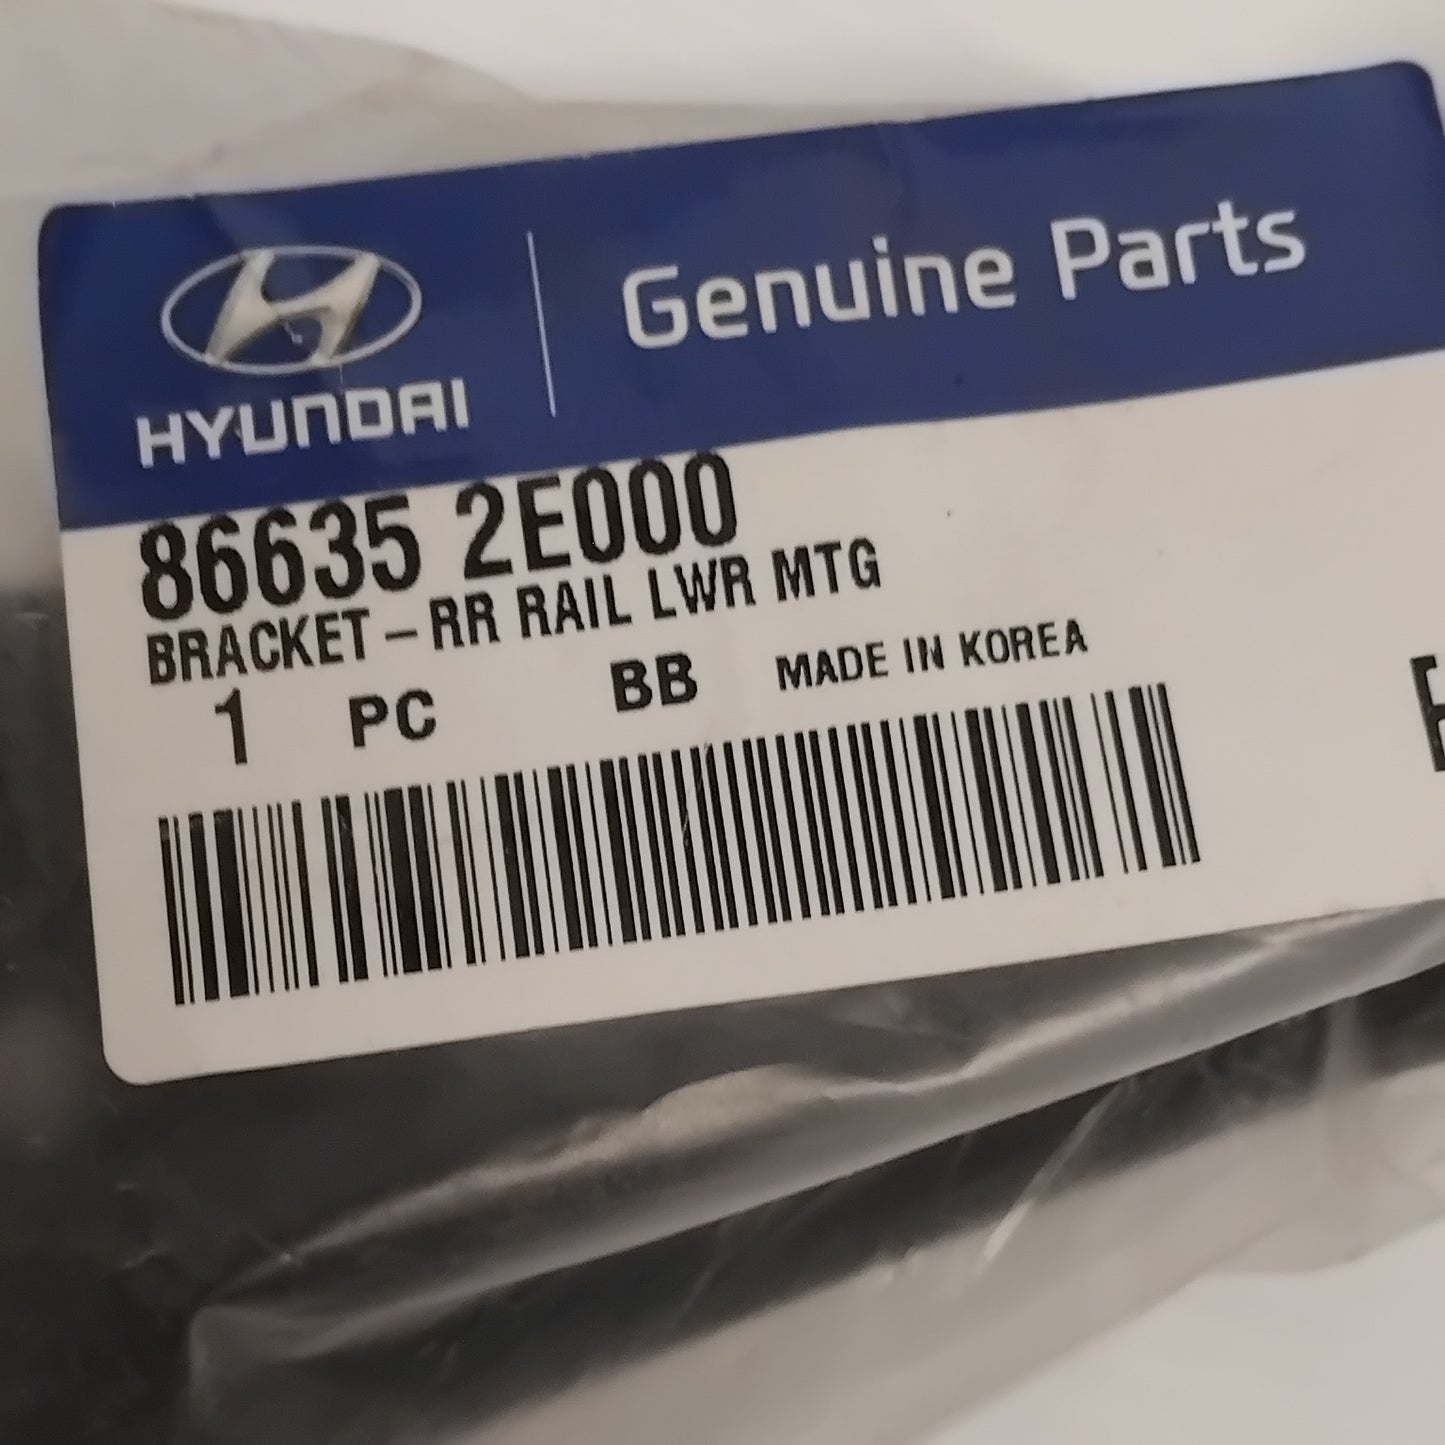 HYUNDAI
Genuine Parts
86635 2E000
BRACKET-RR RAIL LWR MTG
1 PC BB MADE IN KOREA